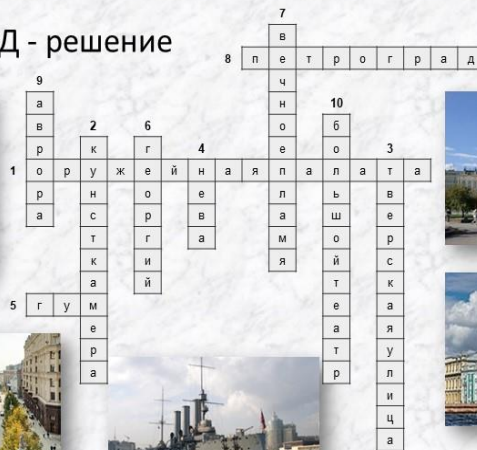 Д - решение
7 вечноепламя
8 петроград
9 аврора
10 большойтеатр
2 кунсткамера
6 георгий
4 нева
3 тверскаяулица
1 оружейнаяпалата
5 гум